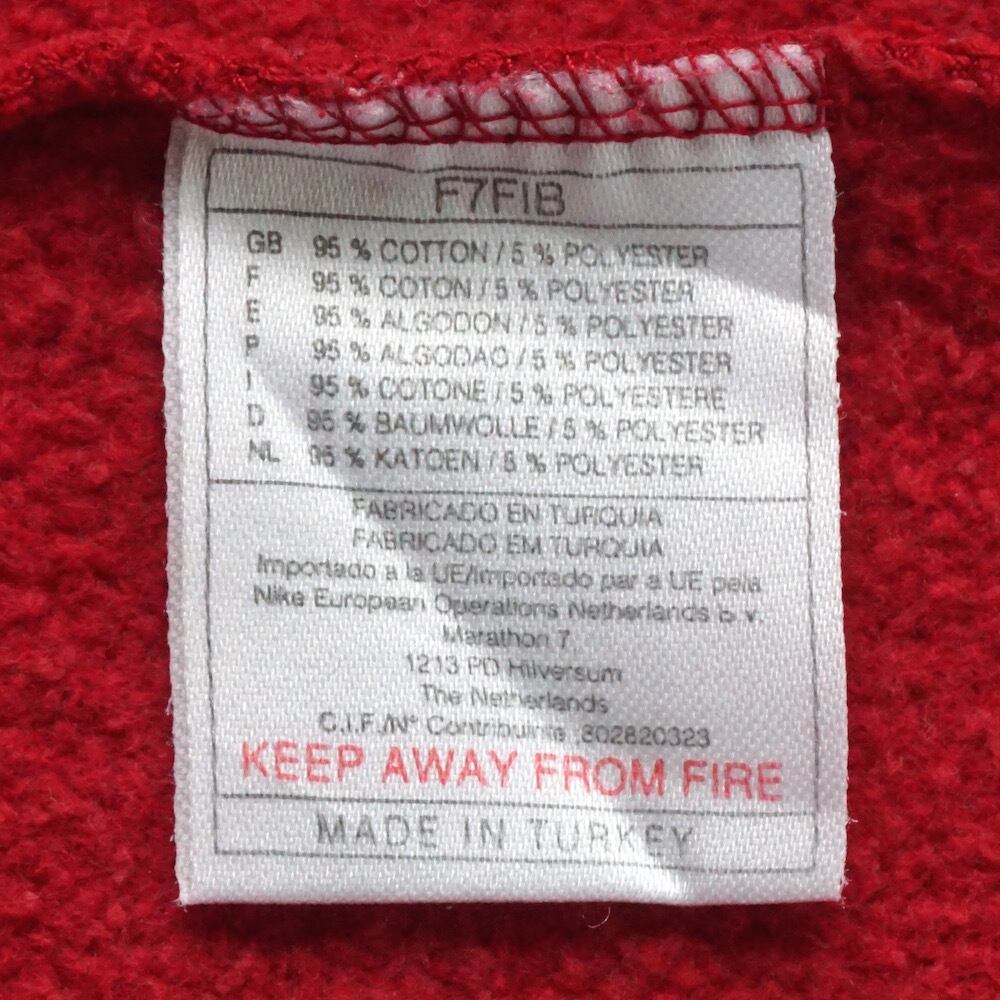 F7FIB
GB 95 % COTTON / 5 % POLYESTER
F 95 % COTON / 5 % POLYESTER
E 95 % ALGODON / 5 % POLYESTER
P 95 % ALGODAO / 5 % POLYESTER
I 95 % COTONE / 5 % POLYESTERE
D 95 % BAUMWOLLE / 5 % POLYESTER
NL 95 % KATOEN / 5 % POLYESTER
FABRICADO EN TURQUIA
FABRICADO EM TURQUIA
Importado a la UE/Importado par a UE pela
Nike European Operations Netherlands b.v.
Marathon 7,
1213 PD Hilversum
The Netherlands
C.I.F./N° Contribuinte 802820323
KEEP AWAY FROM FIRE
MADE IN TURKEY